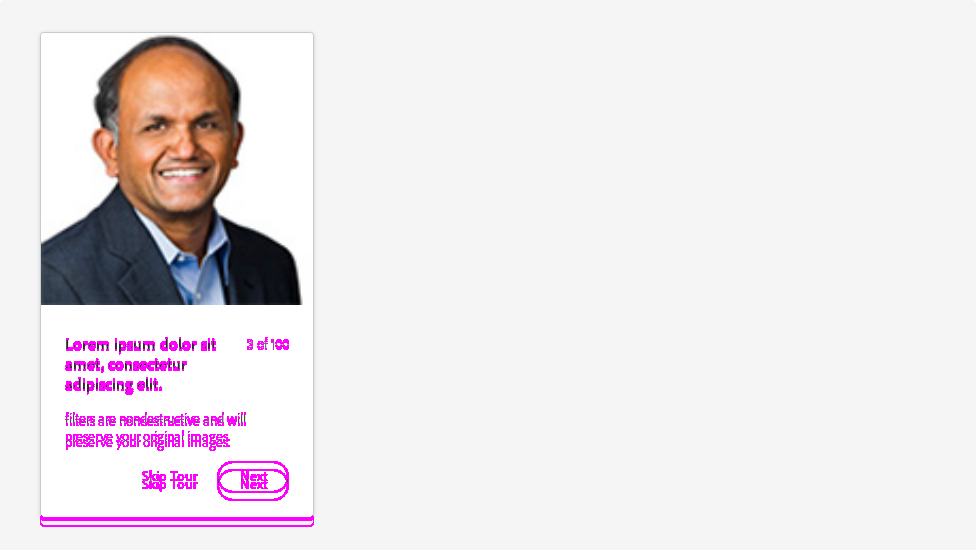 Lorem ipsum dolor sit
3 of 100
amet, consectetur
adipiscing elit.
filters are nondestructive and will
preserve your original images.
Skip Tour
Next